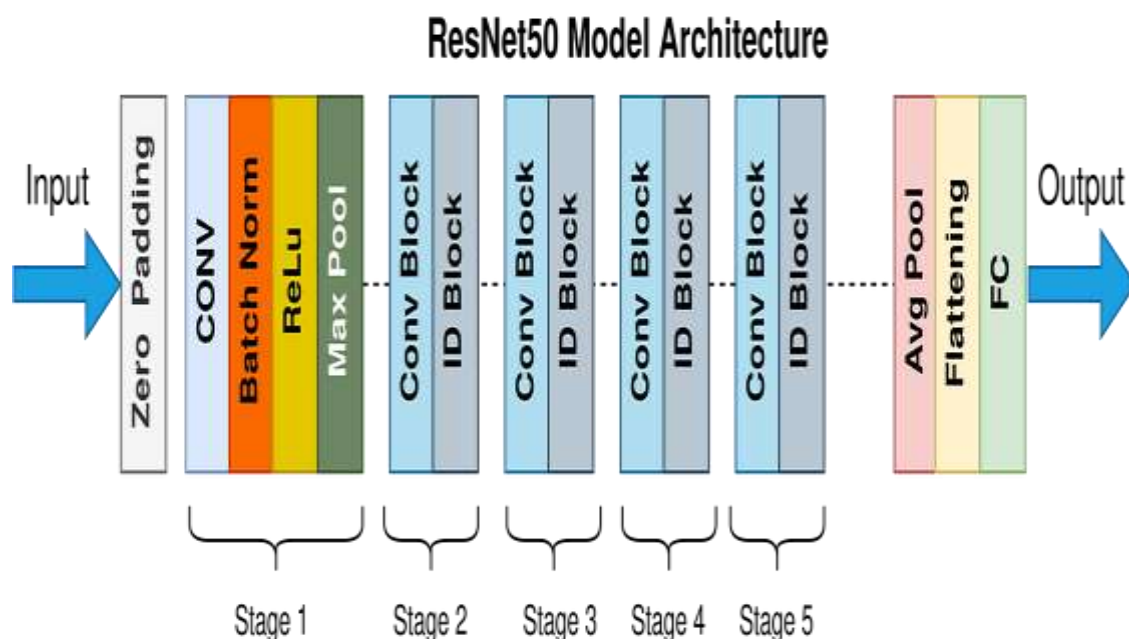 ResNet50 Model Architecture
Input
Zero Padding
CONV
Batch Norm
ReLu
Max Pool
Conv Block
ID Block
Conv Block
ID Block
Conv Block
ID Block
Conv Block
ID Block
Avg Pool
Flattening
FC
Output
Stage 1
Stage 2
Stage 3
Stage 4
Stage 5